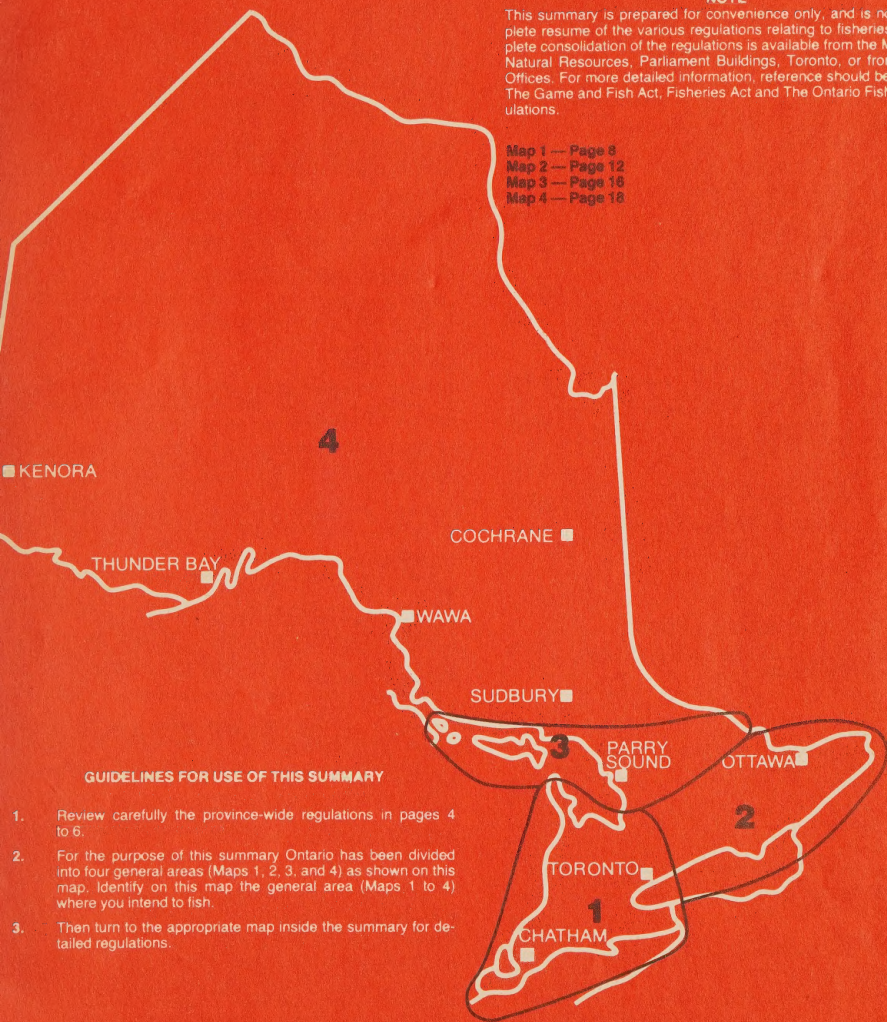 NOTE
This summary is prepared for convenience only, and is
plete resume of the various regulations relating to fisheries
plete consolidation of the regulations is available from the
Natural Resources, Parliament Buildings, Toronto, or
Offices. For more detailed information, reference should
The Game and Fish Act, Fisheries Act and The Ontario
ulations.
Map 1 — Page 8
Map 2 — Page 12
Map 3 — Page 16
Map 4 — Page 18
4
KENORA
COCHRANE
THUNDER BAY
WAWA
SUDBURY
3
PARRY
SOUND
OTTAWA
2
TORONTO
1
CHATHAM
GUIDELINES FOR USE OF THIS SUMMARY
1. Review carefully the province-wide regulations in pages 4
to 6.
2. For the purpose of this summary Ontario has been divided
into four general areas (Maps 1, 2, 3, and 4) as shown on this
map. Identify on this map the general area (Maps 1 to 4)
where you intend to fish.
3. Then turn to the appropriate map inside the summary for de-
tailed regulations.